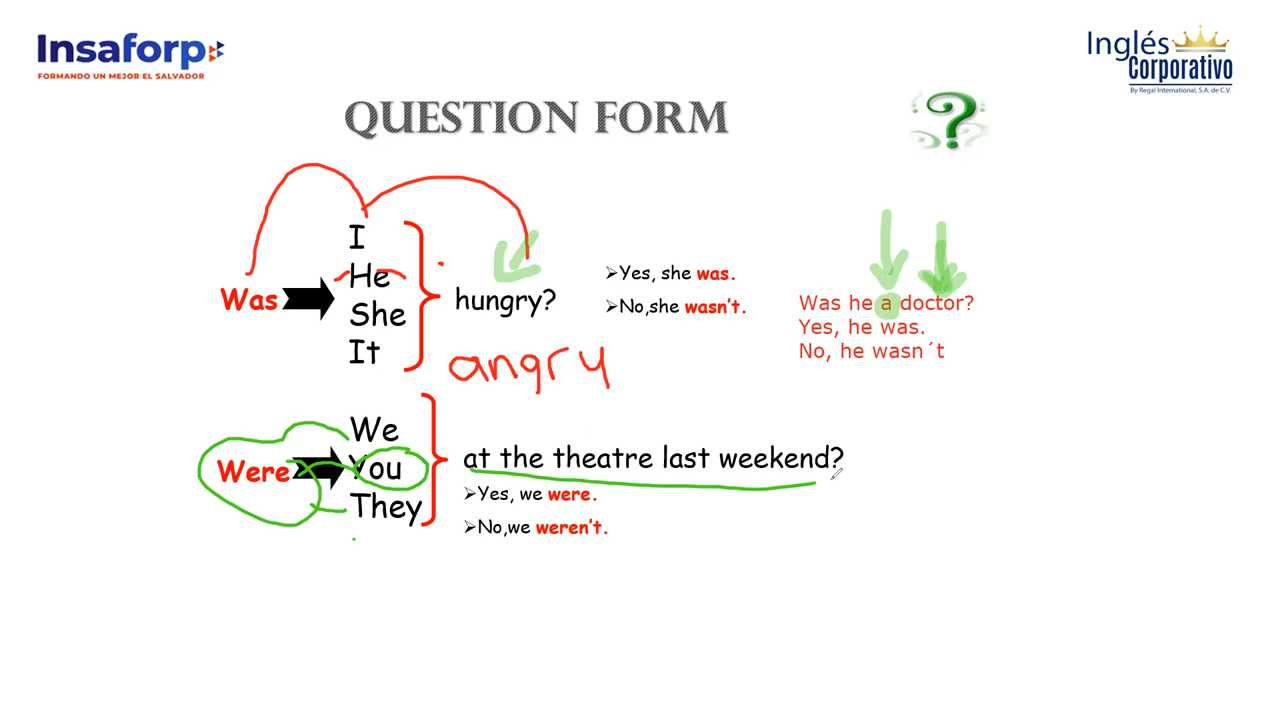 Insaforp
FORMANDO UN MEJOR EL SALVADOR
Inglés
Corporativo
By Regal International, S.A. de C.V.
QUESTION FORM
?
Was
I
He
She
It
hungry?
angry
➢Yes, she was.
➢No,she wasn't.
Was he a doctor?
Yes, he was.
No, he wasn´t
Were
We
You
They
at the theatre last weekend?
➢Yes, we were.
➢No,we weren't.